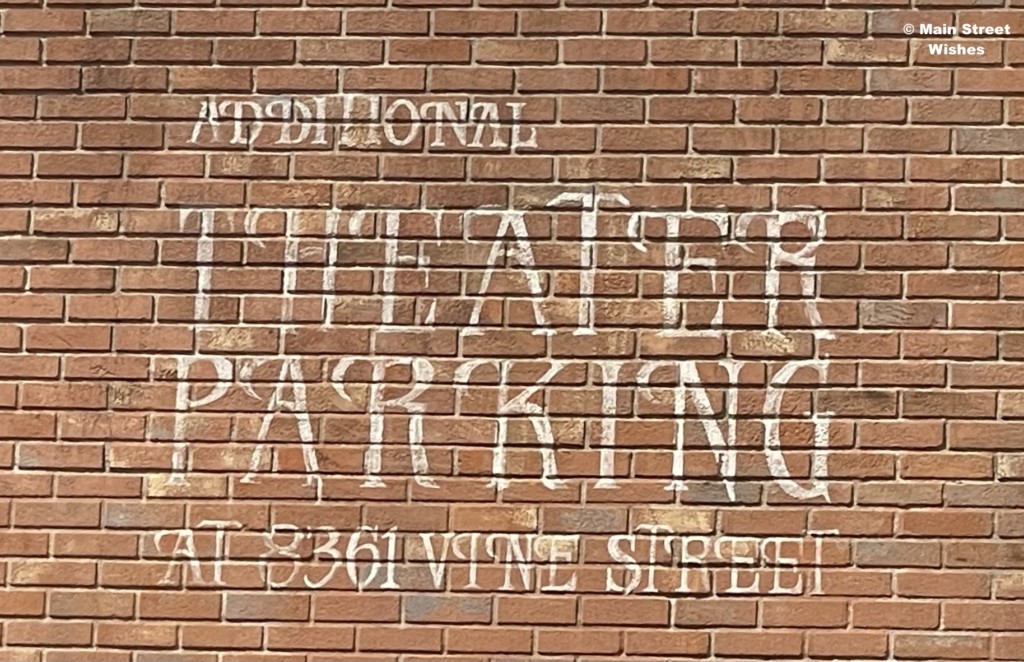 © Main Street
Wishes
ADDITIONAL
THEATER
PARKING
AT 8361 VINE STREET